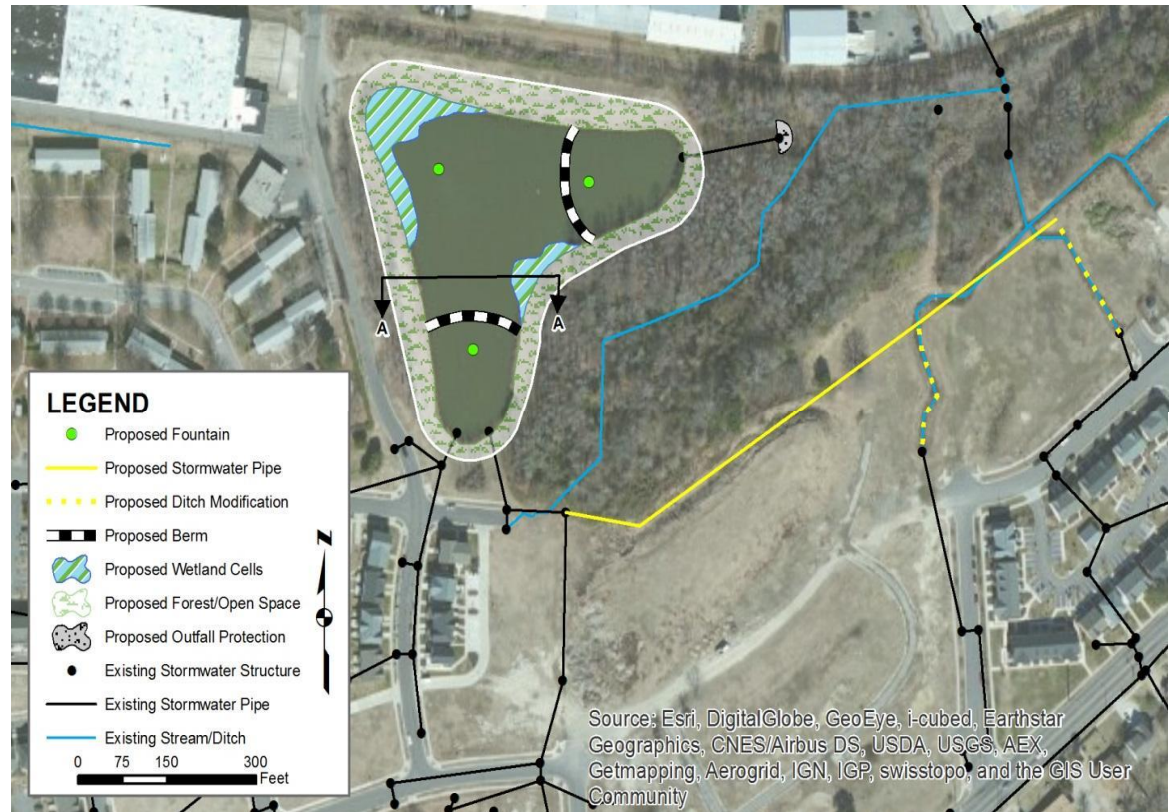 A
A
LEGEND
Proposed Fountain
Proposed Stormwater Pipe
Proposed Ditch Modification
Proposed Berm
Proposed Wetland Cells
Proposed Forest/Open Space
Proposed Outfall Protection
Existing Stormwater Structure
Existing Stormwater Pipe
Existing Stream/Ditch
N
0 75 150 300
Feet
Source: Esri, DigitalGlobe, GeoEye, i-cubed, Earthstar
Geographics, CNES/Airbus DS, USDA, USGS, AEX,
Getmapping, Aerogrid, IGN, IGP, swisstopo, and the GIS User
Community